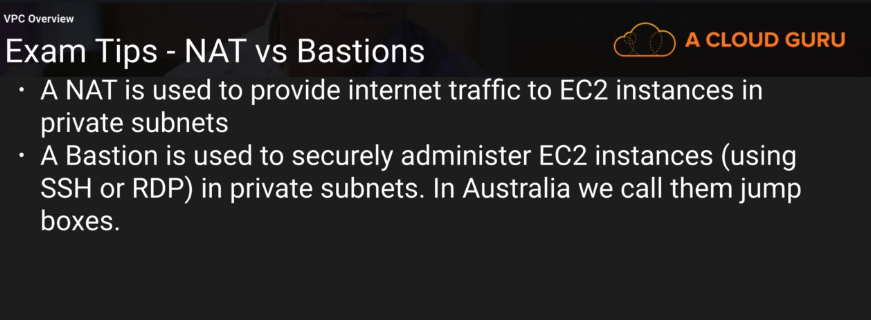 VPC Overview
Exam Tips - NAT vs Bastions
A CLOUD GURU
• A NAT is used to provide internet traffic to EC2 instances in
private subnets
• A Bastion is used to securely administer EC2 instances (using
SSH or RDP) in private subnets. In Australia we call them jump
boxes.